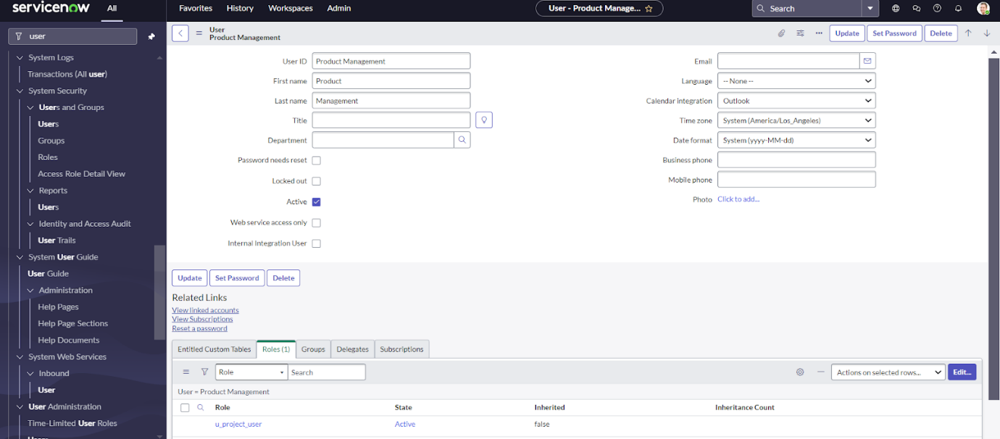 servicenow
All
Favorites
History
Workspaces
Admin
User - Product Manage...
Search
user
System Logs
Transactions (All user)
System Security
Users and Groups
Users
Groups
Roles
Access Role Detail View
Reports
Users
Identity and Access Audit
User Trails
System User Guide
User Guide
Administration
Help Pages
Help Page Sections
Help Documents
System Web Services
Inbound
User
User Administration
Time-Limited User Roles
Users
User
Product Management
Update
Set Password
Delete
User ID Product Management
First name Product
Last name Management
Title
Department
Password needs reset
Locked out
Active
Web service access only
Internal Integration User
Email
Language -- None --
Calendar integration Outlook
Time zone System (America/Los_Angeles)
Date format System (yyyy-MM-dd)
Business phone
Mobile phone
Photo Click to add...
Update
Set Password
Delete
Related Links
View linked accounts
View Subscriptions
Reset a password
Entitled Custom Tables
Roles (1)
Groups
Delegates
Subscriptions
Role
Search
Actions on selected rows...
Edit...
User = Product Management
Role State Inherited Inheritance Count
u_project_user Active false